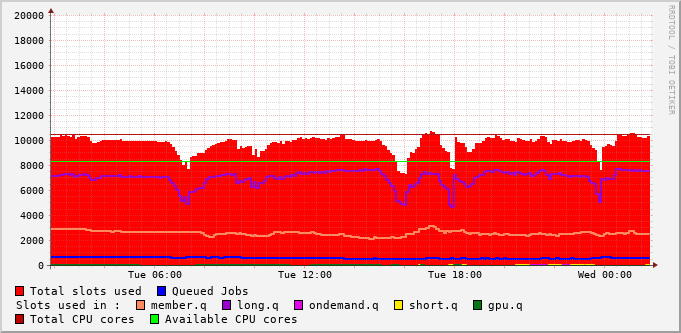 20000
18000
16000
14000
12000
10000
8000
6000
4000
2000
0
Tue 06:00 Tue 12:00 Tue 18:00 Wed 00:00
Total slots used Queued Jobs
Slots used in : member.q long.q ondemand.q short.q gpu.q
Total CPU cores Available CPU cores
RRDTOOL / TOBI OETIKER